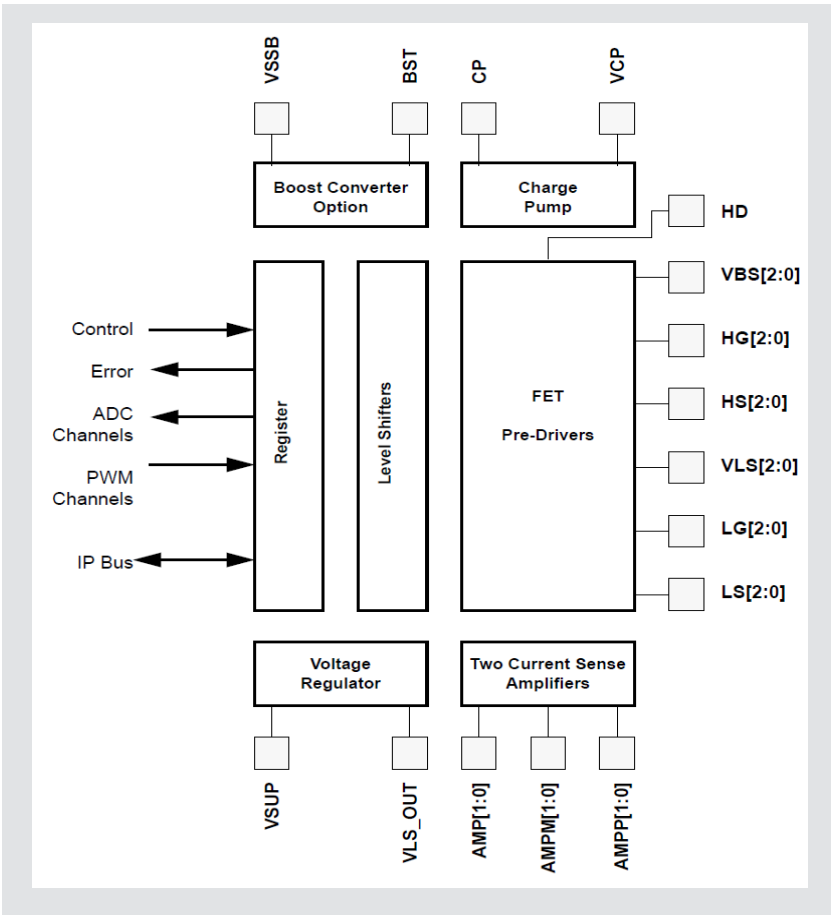 VSSB
BST
CP
VCP
Boost Converter
Option
Charge
Pump
HD
VBS[2:0]
HG[2:0]
HS[2:0]
VLS[2:0]
LG[2:0]
LS[2:0]
Control
Error
ADC
Channels
PWM
Channels
IP Bus
Register
Level Shifters
FET
Pre-Drivers
Voltage
Regulator
Two Current Sense
Amplifiers
VSUP
VLS_OUT
AMP[1:0]
AMPM[1:0]
AMPP[1:0]